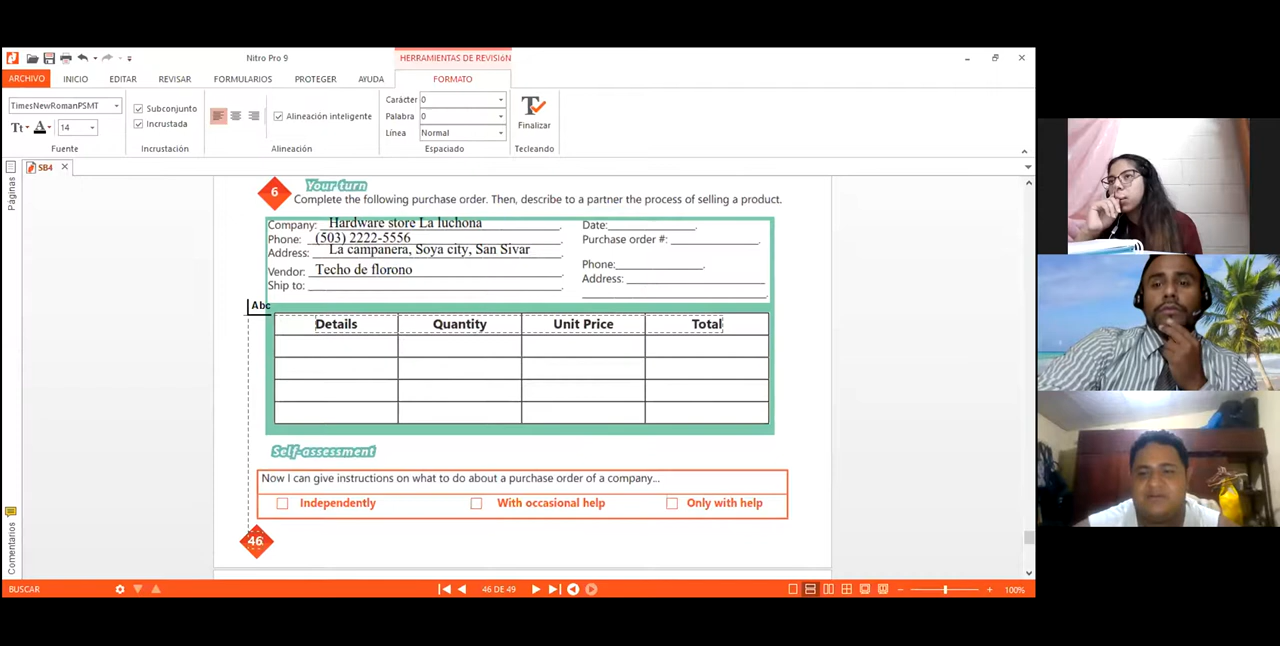 Nitro Pro 9
HERRAMIENTAS DE REVISIÓN
ARCHIVO INICIO EDITAR REVISAR FORMULARIOS PROTEGER AYUDA FORMATO
TimesNewRomanPSMT
Tt A 14
Fuente
Subconjunto
Incrustada
Incrustación
Alineación inteligente
Alineación
Carácter 0
Palabra 0
Línea Normal
Espaciado
Finalizar
Tecleando
Páginas
SB4
Comentarios
6 Your turn
Complete the following purchase order. Then, describe to a partner the process of selling a product.
Company: Hardware store La luchona
Phone: (503) 2222-5556
Address: La campanera, Soya city, San Sivar
Vendor: Techo de florono
Ship to:
Date:
Purchase order #:
Phone:
Address:
Abc
Details Quantity Unit Price Total
Self-assessment
Now I can give instructions on what to do about a purchase order of a company...
Independently With occasional help Only with help
46
BUSCAR 46 DE 49 100%